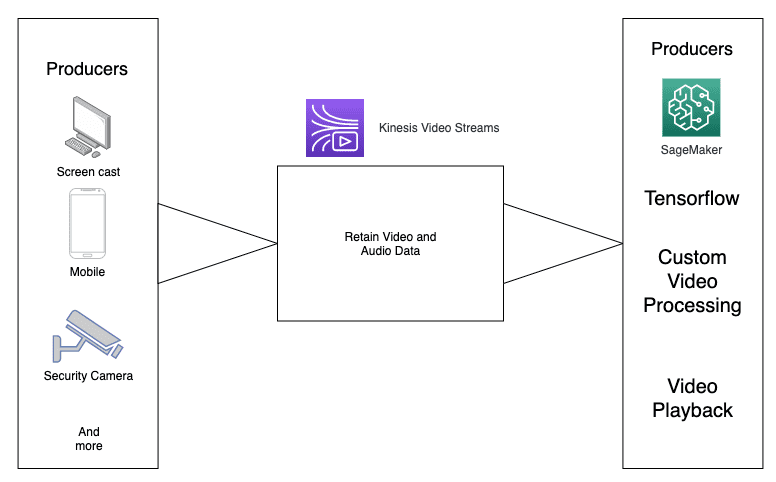 Producers
Screen cast
Mobile
Security Camera
And
more
Kinesis Video Streams
Retain Video and
Audio Data
Producers
SageMaker
Tensorflow
Custom
Video
Processing
Video
Playback